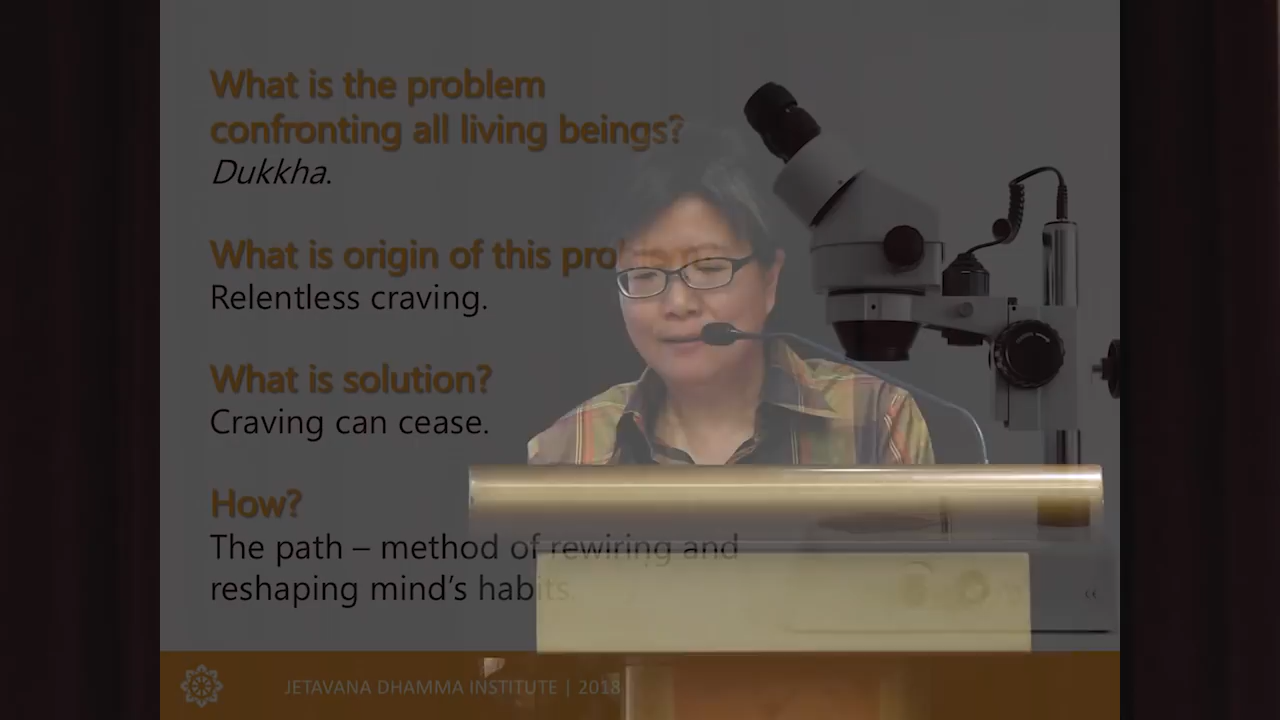 What is the problem
confronting all living beings?
Dukkha.
What is origin of this pro
Relentless craving.
What is solution?
Craving can cease.
How?
The path – method of rewiring and
reshaping mind's habits.
JETAVANA DHAMMA INSTITUTE | 2018